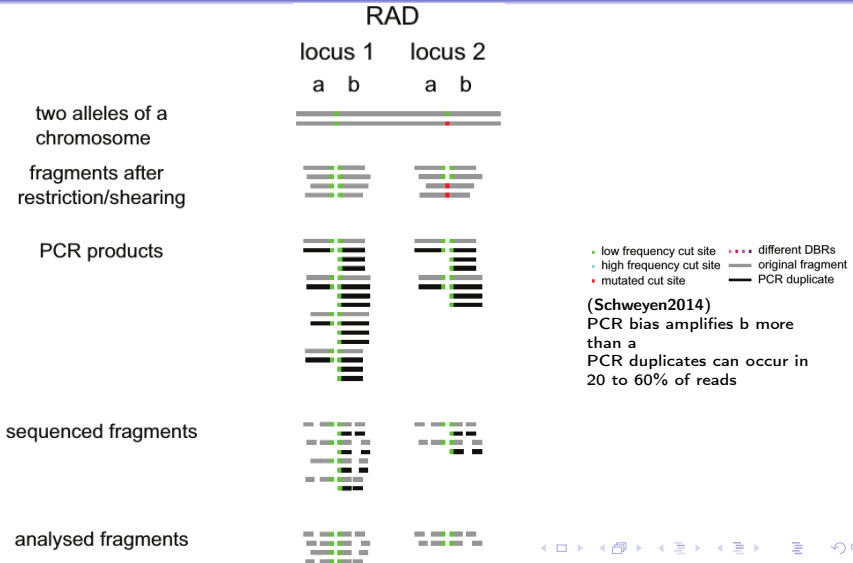 RAD
locus 1 locus 2
a b a b
two alleles of a
chromosome
fragments after
restriction/shearing
PCR products
low frequency cut site different DBRs
high frequency cut site original fragment
mutated cut site PCR duplicate
(Schweyen2014)
PCR bias amplifies b more
than a
PCR duplicates can occur in
20 to 60% of reads
sequenced fragments
analysed fragments